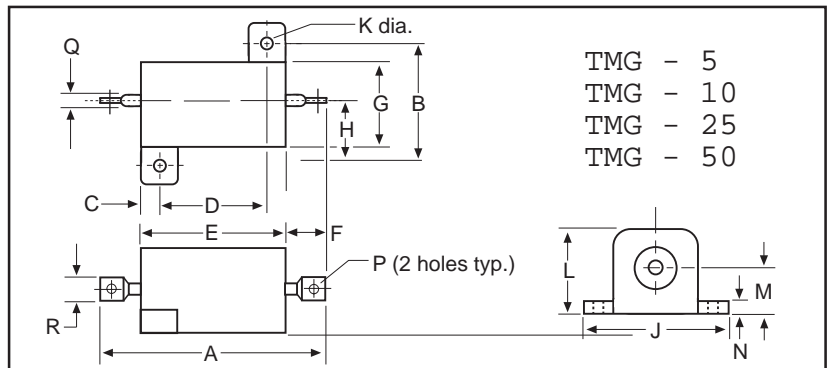 K dia.
Q
G
B
H
C
D
E
F
P (2 holes typ.)
R
A
TMG - 5
TMG - 10
TMG - 25
TMG - 50
L
M
J
N